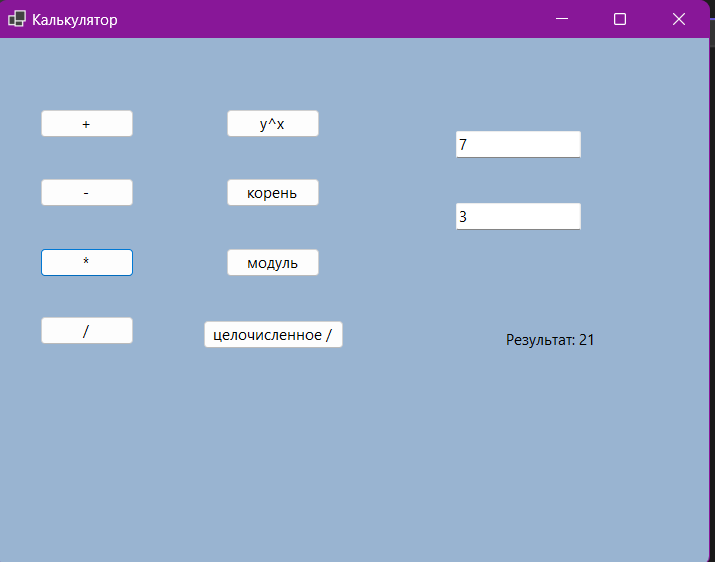 Калькулятор
+
y^x
7
-
корень
3
*
модуль
/
целочисленное /
Результат: 21